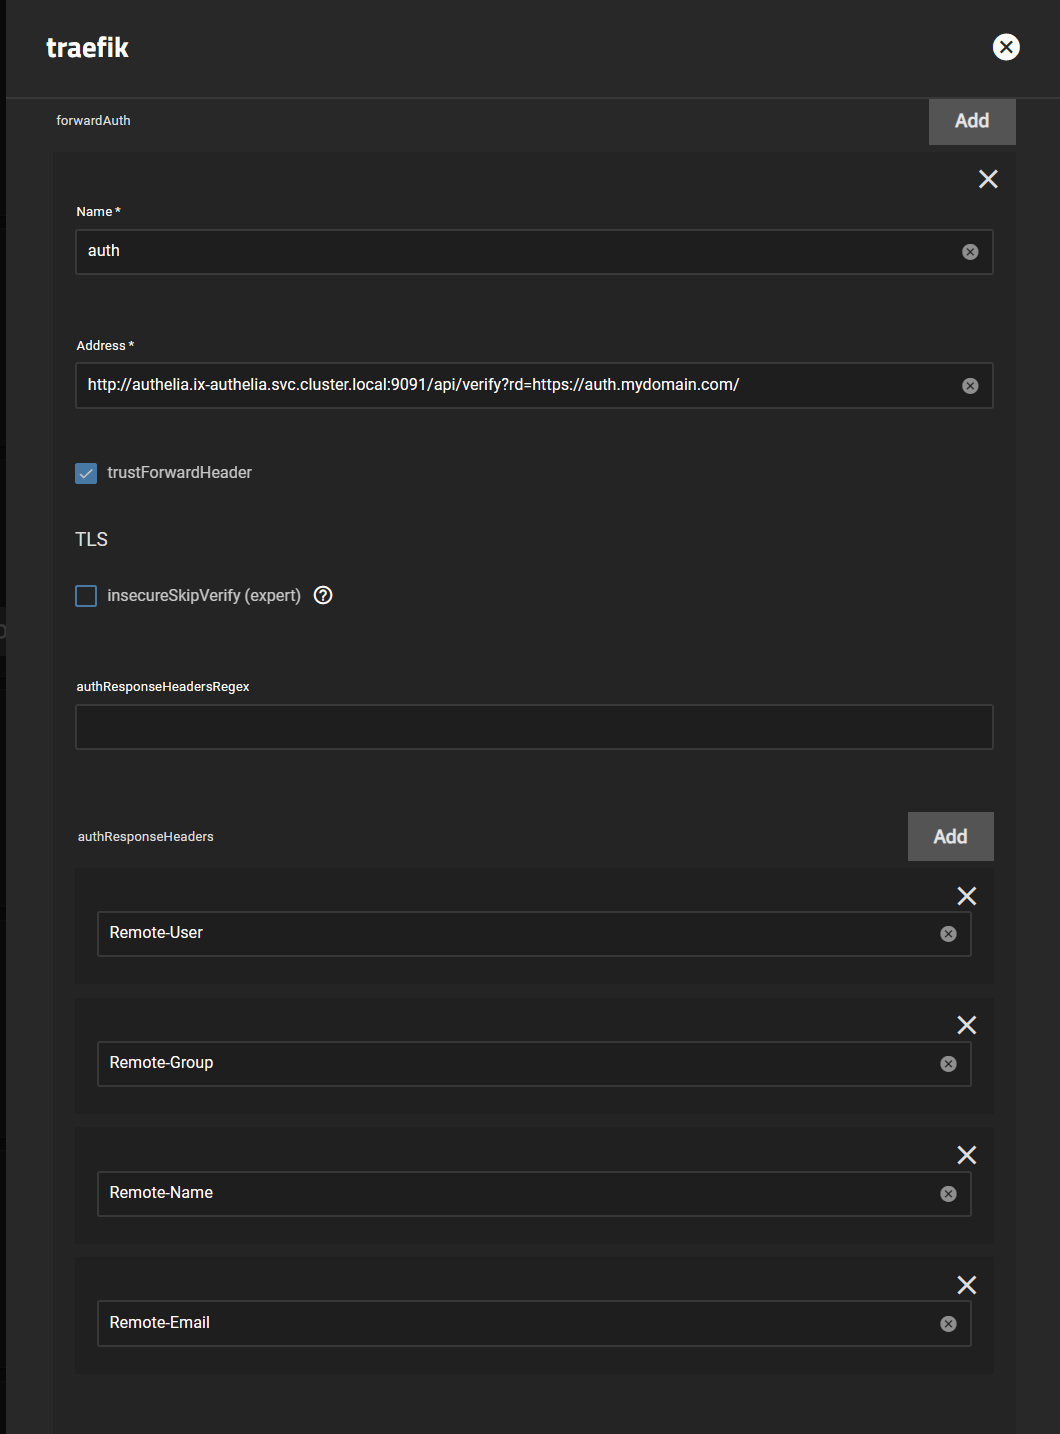 traefik
forwardAuth
Add
Name *
auth
Address *
http://authelia.ix-authelia.svc.cluster.local:9091/api/verify?rd=https://auth.mydomain.com/
trustForwardHeader
TLS
insecureSkipVerify (expert)
authResponseHeadersRegex
authResponseHeaders
Add
Remote-User
Remote-Group
Remote-Name
Remote-Email